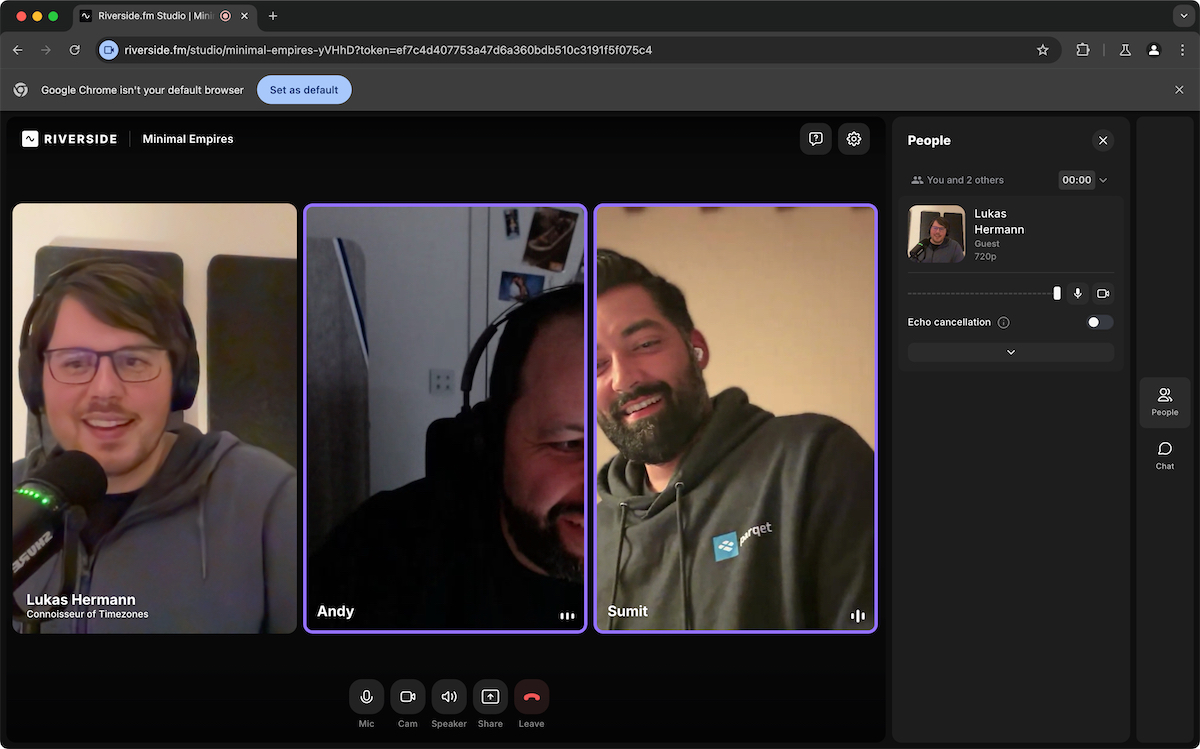 Riverside.fm Studio | Mini
riverside.fm/studio/minimal-empires-yVHhD?token=ef7c4d407753a47d6a360bdb510c3191f5f075c4
Google Chrome isn't your default browser
Set as default
RIVERSIDE
Minimal Empires
People
You and 2 others
00:00
Lukas
Hermann
Guest
720p
Echo cancellation
parqet
Lukas Hermann
Connoisseur of Timezones
Andy
Sumit
People
Chat
Mic
Cam
Speaker
Share
Leave